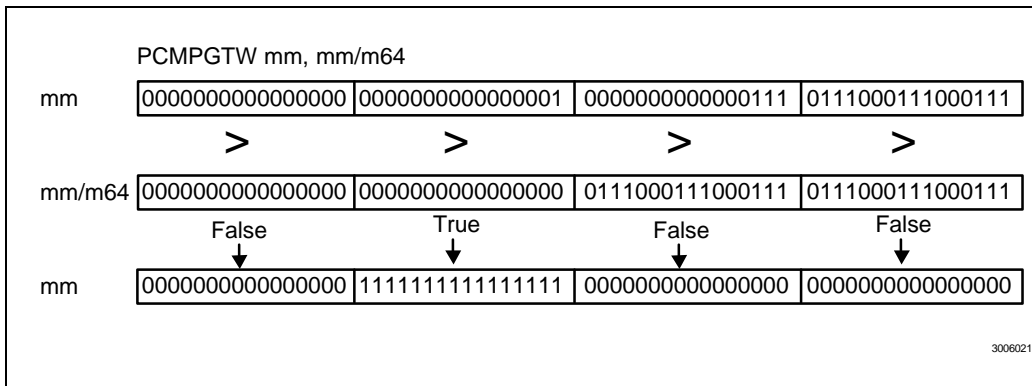 PCMPGTW mm, mm/m64
mm 0000000000000000 0000000000000001 0000000000000111 0111000111000111
> > > >
mm/m64 0000000000000000 0000000000000000 0111000111000111 0111000111000111
False True False False
mm 0000000000000000 1111111111111111 0000000000000000 0000000000000000
3006021